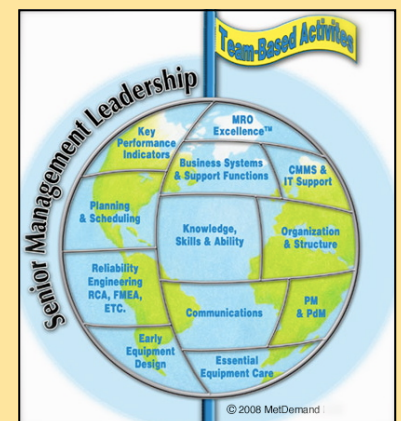 Team-Based Activites
Senior Management Leadership
MRO
Excellence™
Key
Performance
Indicators
Business Systems
& Support Functions
CMMS &
IT Support
Planning
& Scheduling
Knowledge,
Skills & Ability
Organization
& Structure
Reliability
Engineering
RCA, FMEA,
ETC.
Communications
PM
& PdM
Early
Equipment
Design
Essential
Equipment Care
© 2008 MetDemand